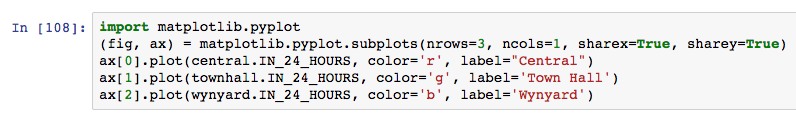 In [108]: import matplotlib.pyplot
(fig, ax) = matplotlib.pyplot.subplots(nrows=3, ncols=1, sharex=True, sharey=True)
ax[0].plot(central.IN_24_HOURS, color='r', label="Central")
ax[1].plot(townhall.IN_24_HOURS, color='g', label='Town Hall')
ax[2].plot(wynyard.IN_24_HOURS, color='b', label='Wynyard')